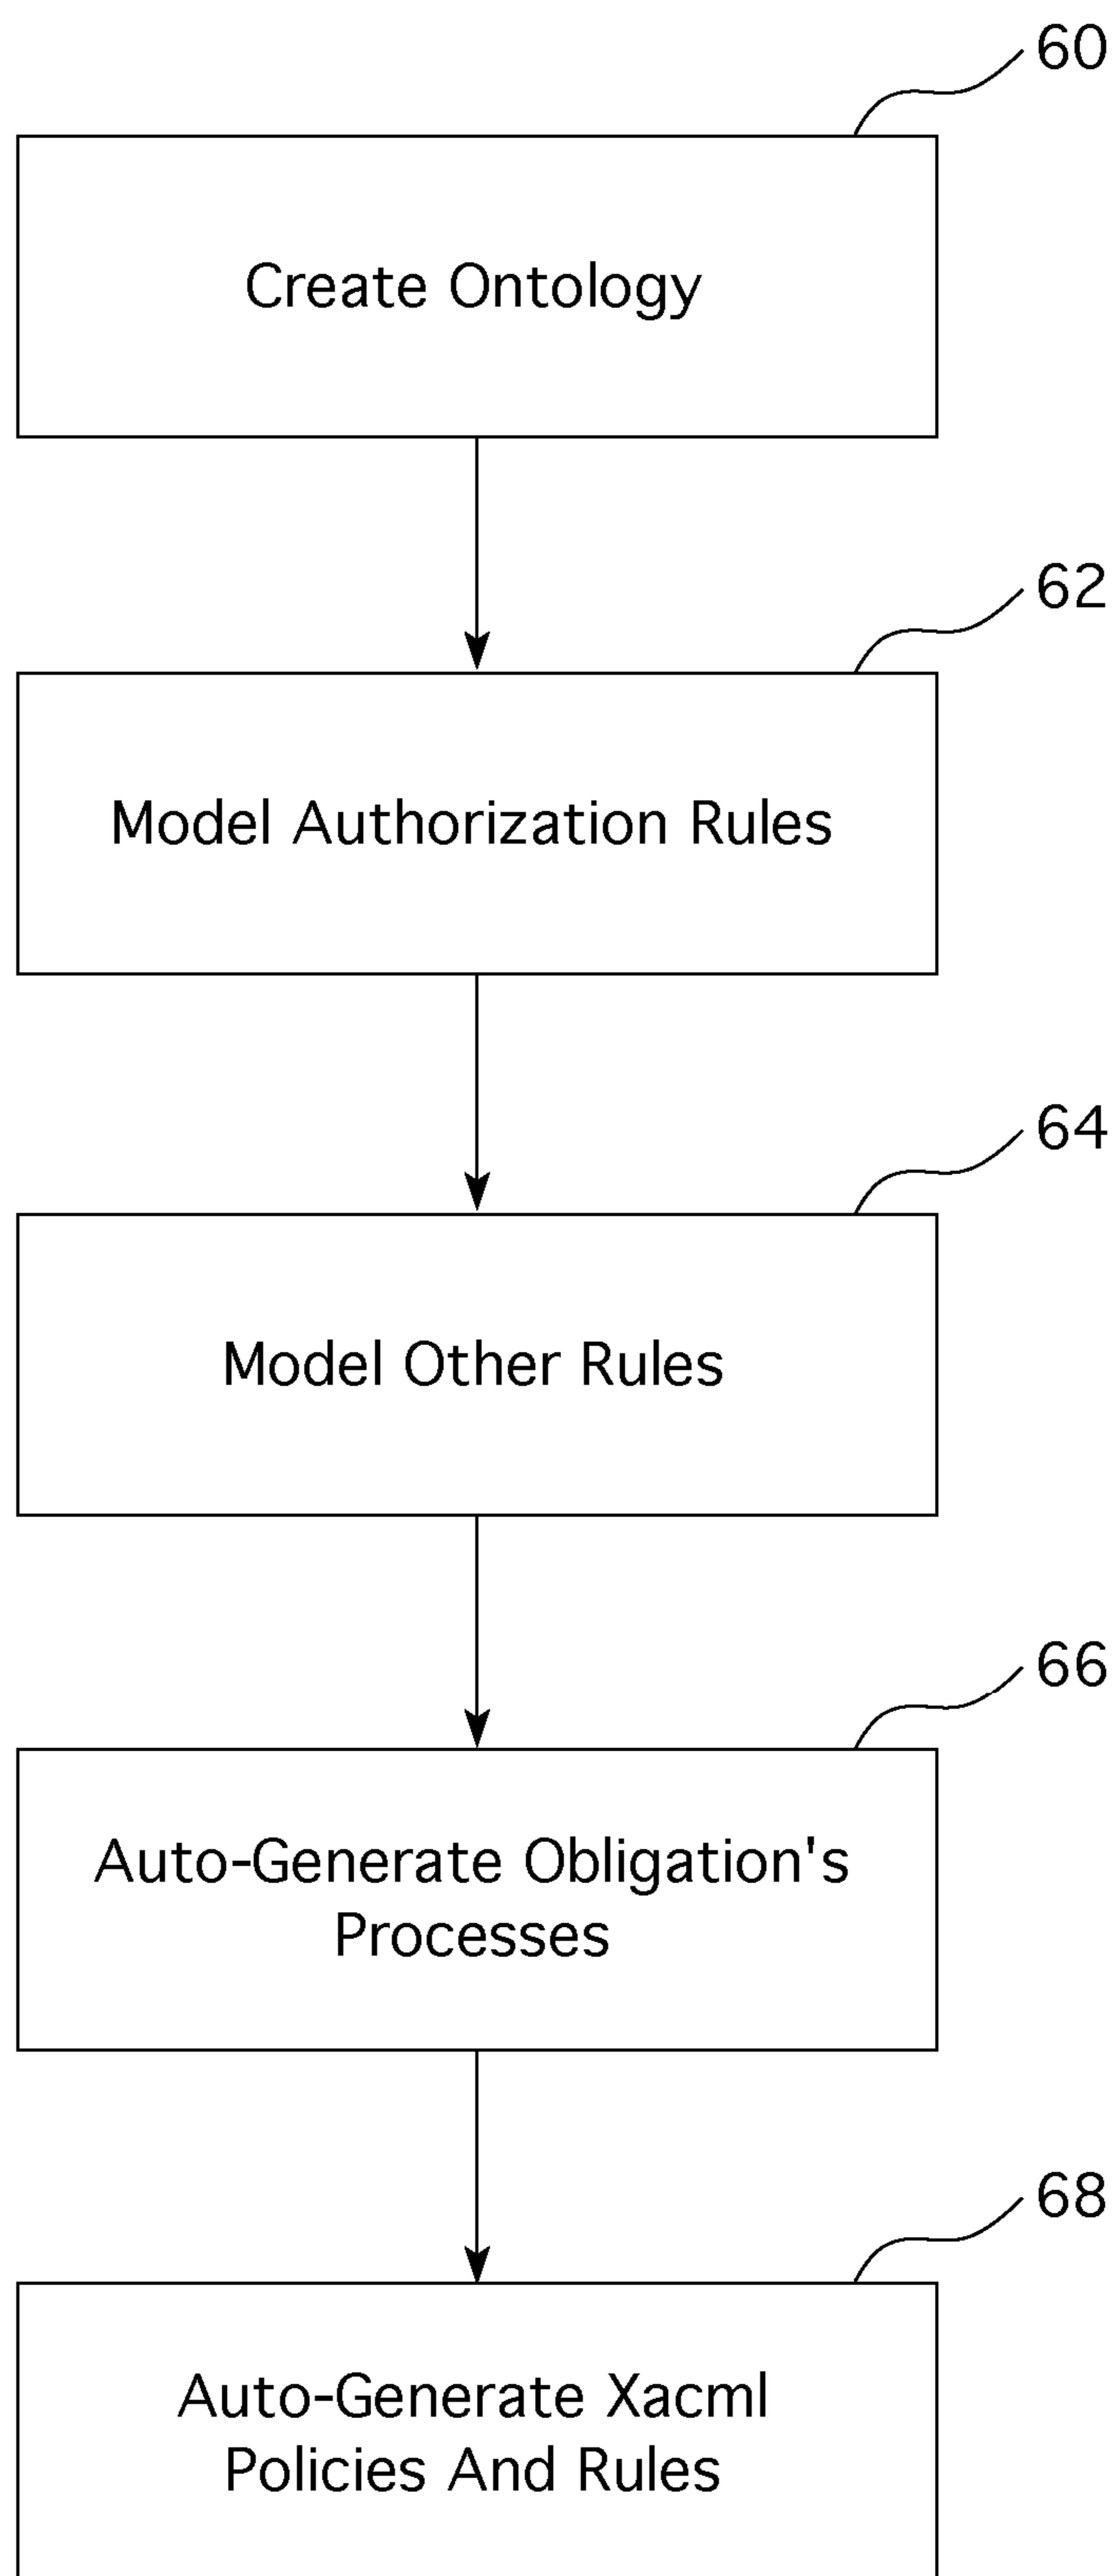 60
Create Ontology
62
Model Authorization Rules
64
Model Other Rules
66
Auto-Generate Obligation's
Processes
68
Auto-Generate Xacml
Policies And Rules